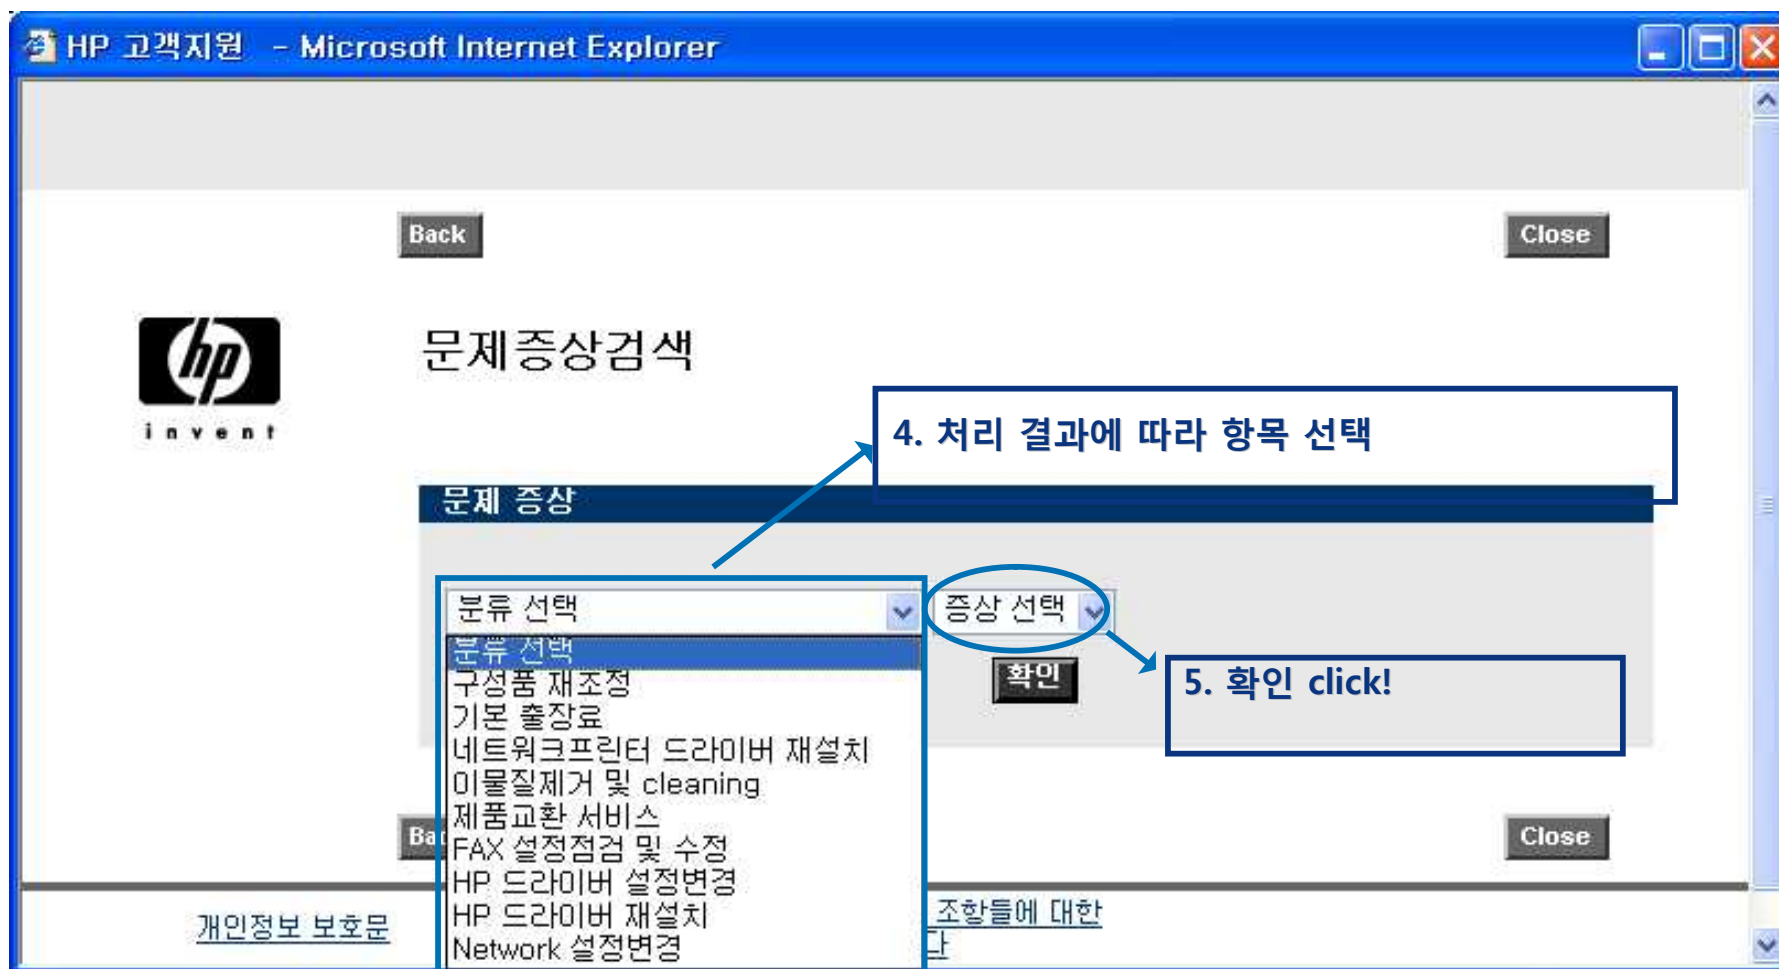 HP 고객지원 - Microsoft Internet Explorer
Back
Close
hp
invent
문제증상검색
4. 처리 결과에 따라 항목 선택
문제 증상
분류 선택
증상 선택
분류 선택
구성품 재조정
기본 출장료
네트워크프린터 드라이버 재설치
이물질제거 및 cleaning
제품교환 서비스
FAX 설정점검 및 수정
HP 드라이버 설정변경
HP 드라이버 재설치
Network 설정변경
확인
5. 확인 click!
Close
개인정보 보호문
조항들에 대한